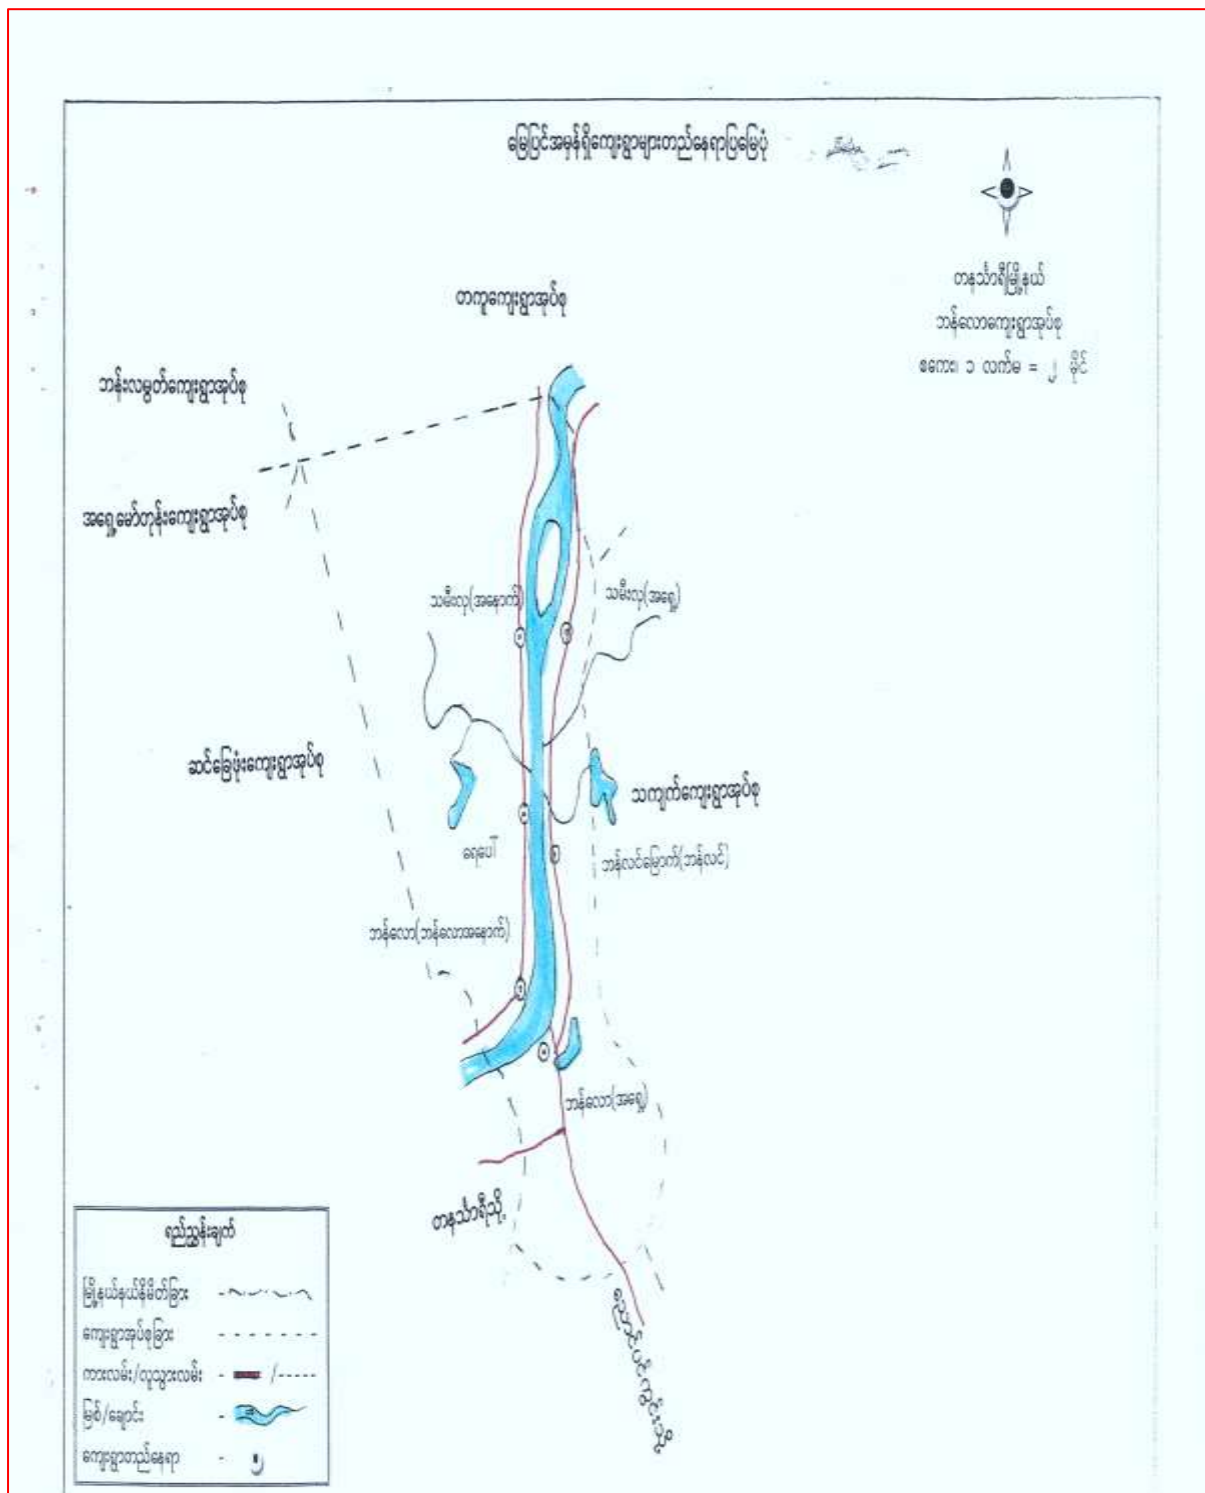 မြေပြင်အမှန်ရှိကျေးရွာများတည်နေရာပြမြေပုံ
တနင်္သာရီမြို့နယ်
ဘန်လောကျေးရွာအုပ်စု
စကေး၊ ၁ လက်မ = ၂ မိုင်
တကူကျေးရွာအုပ်စု
ဘန်းလမွတ်ကျေးရွာအုပ်စု
အရှေ့မော်တုန်းကျေးရွာအုပ်စု
သမီးလှ(အနောက်)
သမီးလှ(အရှေ့)
ဆင်ခြေဖုံးကျေးရွာအုပ်စု
သကျက်ကျေးရွာအုပ်စု
ရေပေါ်
ဘန်လင်မြောက်(ဘန်လင်)
ဘန်လော(ဘန်လောအနောက်)
ဘန်လော(အရှေ့)
တနင်္သာရီသို့
ညောင်ပင်ကွင်းသို့
ရည်ညွှန်းချက်
မြို့နယ်နယ်နိမိတ်ခြား
ကျေးရွာအုပ်စုခြား
ကားလမ်း/လူသွားလမ်း
မြစ်/ချောင်း
ကျေးရွာတည်နေရာ